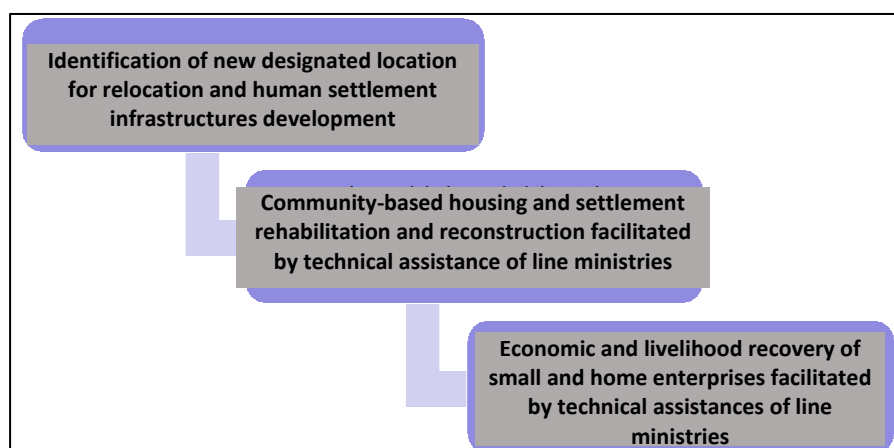 Identification of new designated location
for relocation and human settlement
infrastructures development
Community-based housing and settlement
rehabilitation and reconstruction facilitated
by technical assistance of line ministries
Economic and livelihood recovery of
small and home enterprises facilitated
by technical assistances of line
ministries